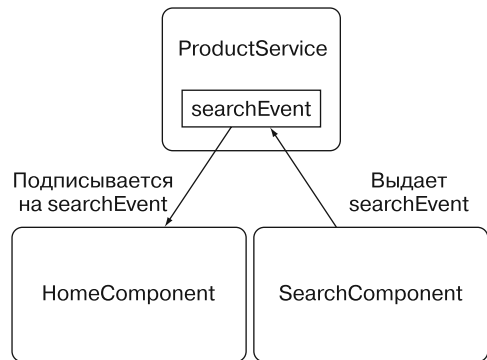 ProductService
searchEvent
Подписывается
на searchEvent
Выдает
searchEvent
HomeComponent
SearchComponent